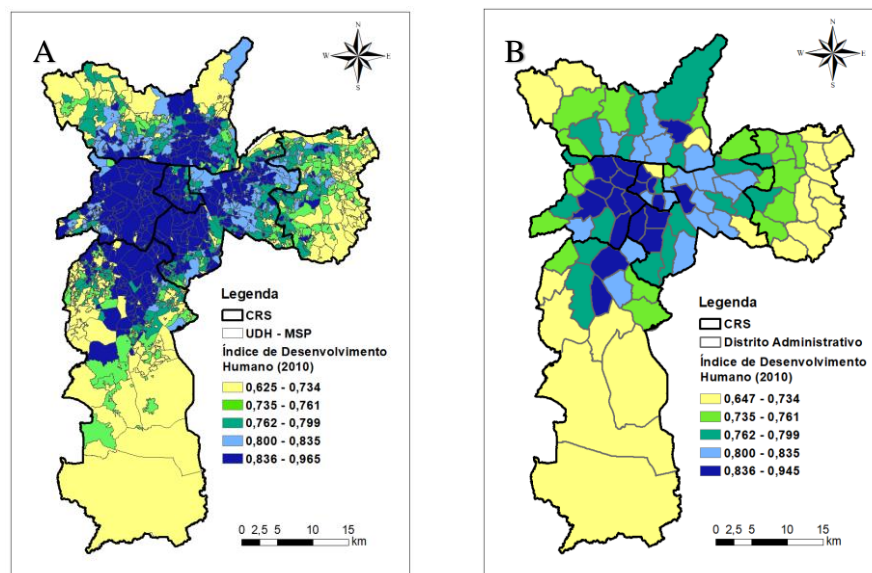 A
N
W
E
S
Legenda
CRS
UDH - MSP
Índice de Desenvolvimento
Humano (2010)
0,625 - 0,734
0,735 - 0,761
0,762 - 0,799
0,800 - 0,835
0,836 - 0,965
0 2,5 5 10 15
km
B
N
W
E
S
Legenda
CRS
Distrito Administrativo
Índice de Desenvolvimento
Humano (2010)
0,647 - 0,734
0,735 - 0,761
0,762 - 0,799
0,800 - 0,835
0,836 - 0,945
0 2,5 5 10 15
km